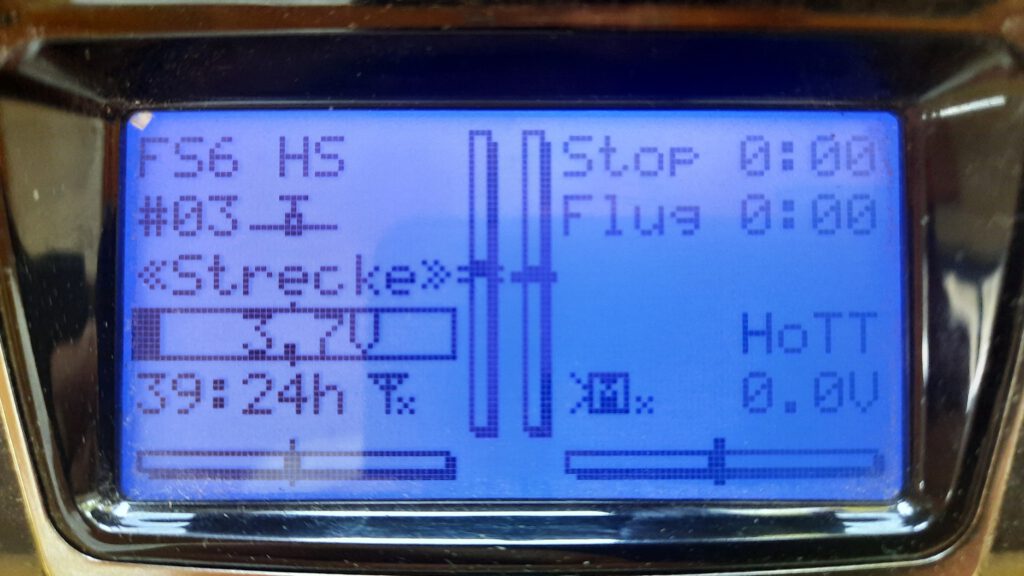 FS6 HS
#03
«Strecke»
3,7V
39:24h x
Stop 0:00
Flug 0:00
HoTT
M x 0.0V